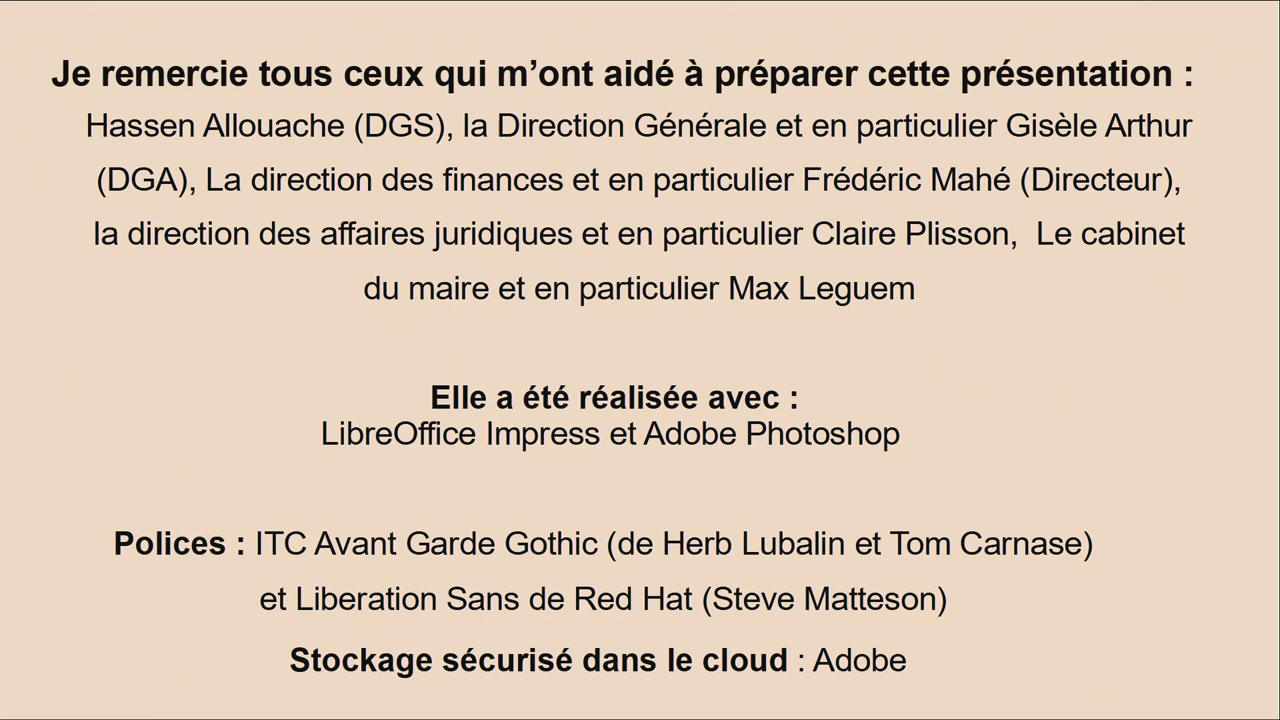 Je remercie tous ceux qui m’ont aidé à préparer cette présentation :
Hassen Allouache (DGS), la Direction Générale et en particulier Gisèle Arthur
(DGA), La direction des finances et en particulier Frédéric Mahé (Directeur),
la direction des affaires juridiques et en particulier Claire Plisson,  Le cabinet
du maire et en particulier Max Leguem
Elle a été réalisée avec :
LibreOffice Impress et Adobe Photoshop
Polices : ITC Avant Garde Gothic (de Herb Lubalin et Tom Carnase)
et Liberation Sans de Red Hat (Steve Matteson)
Stockage sécurisé dans le cloud : Adobe